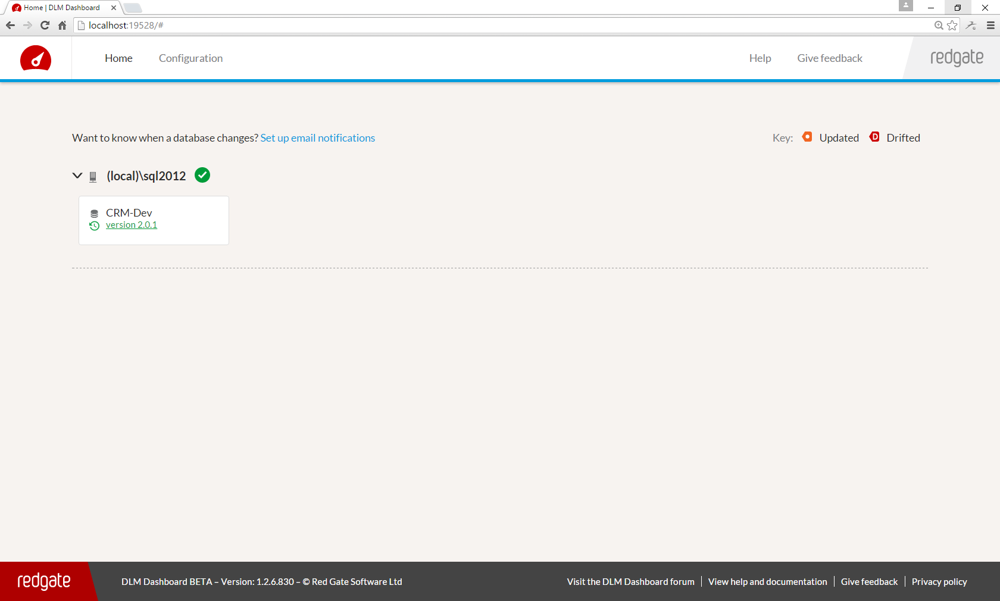 Home | DLM Dashboard
localhost:19528/#
Home Configuration Help Give feedback redgate
Want to know when a database changes? Set up email notifications Key: Updated D Drifted
(local)\sql2012
CRM-Dev
version 2.0.1
redgate DLM Dashboard BETA – Version: 1.2.6.830 – © Red Gate Software Ltd Visit the DLM Dashboard forum View help and documentation Give feedback Privacy policy